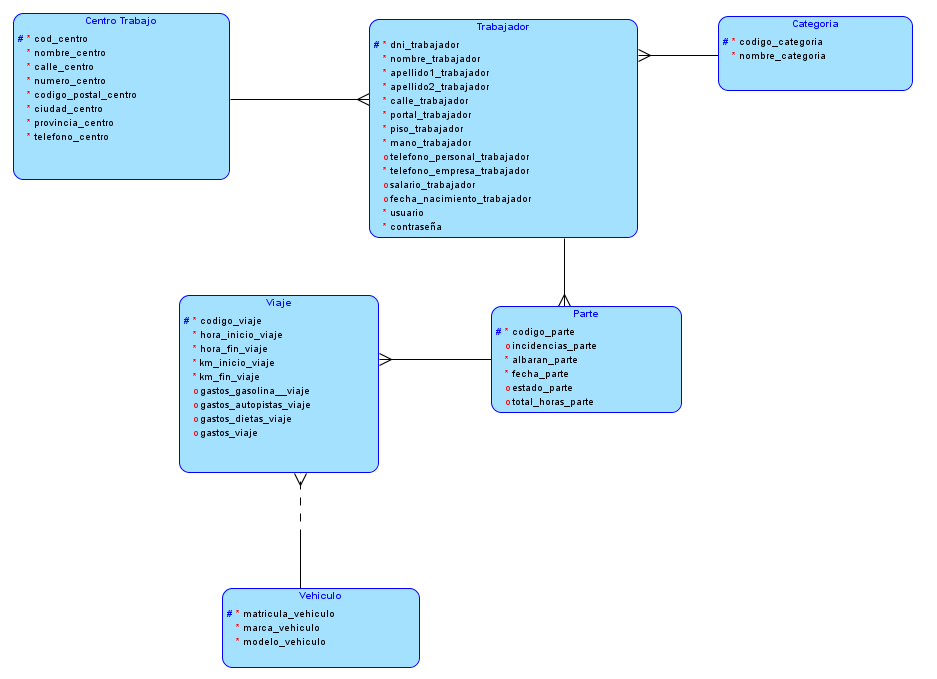 Centro Trabajo
# * cod_centro
* nombre_centro
* calle_centro
* numero_centro
* codigo_postal_centro
* ciudad_centro
* provincia_centro
* telefono_centro
Trabajador
# * dni_trabajador
* nombre_trabajador
* apellido1_trabajador
* apellido2_trabajador
* calle_trabajador
* portal_trabajador
* piso_trabajador
* mano_trabajador
o telefono_personal_trabajador
* telefono_empresa_trabajador
o salario_trabajador
o fecha_nacimiento_trabajador
* usuario
* contraseña
Categoria
# * codigo_categoria
* nombre_categoria
Viaje
# * codigo_viaje
* hora_inicio_viaje
* hora_fin_viaje
* km_inicio_viaje
* km_fin_viaje
o gastos_gasolina__viaje
o gastos_autopistas_viaje
o gastos_dietas_viaje
o gastos_viaje
Parte
# * codigo_parte
o incidencias_parte
* albaran_parte
* fecha_parte
o estado_parte
o total_horas_parte
Vehiculo
# * matricula_vehiculo
* marca_vehiculo
* modelo_vehiculo